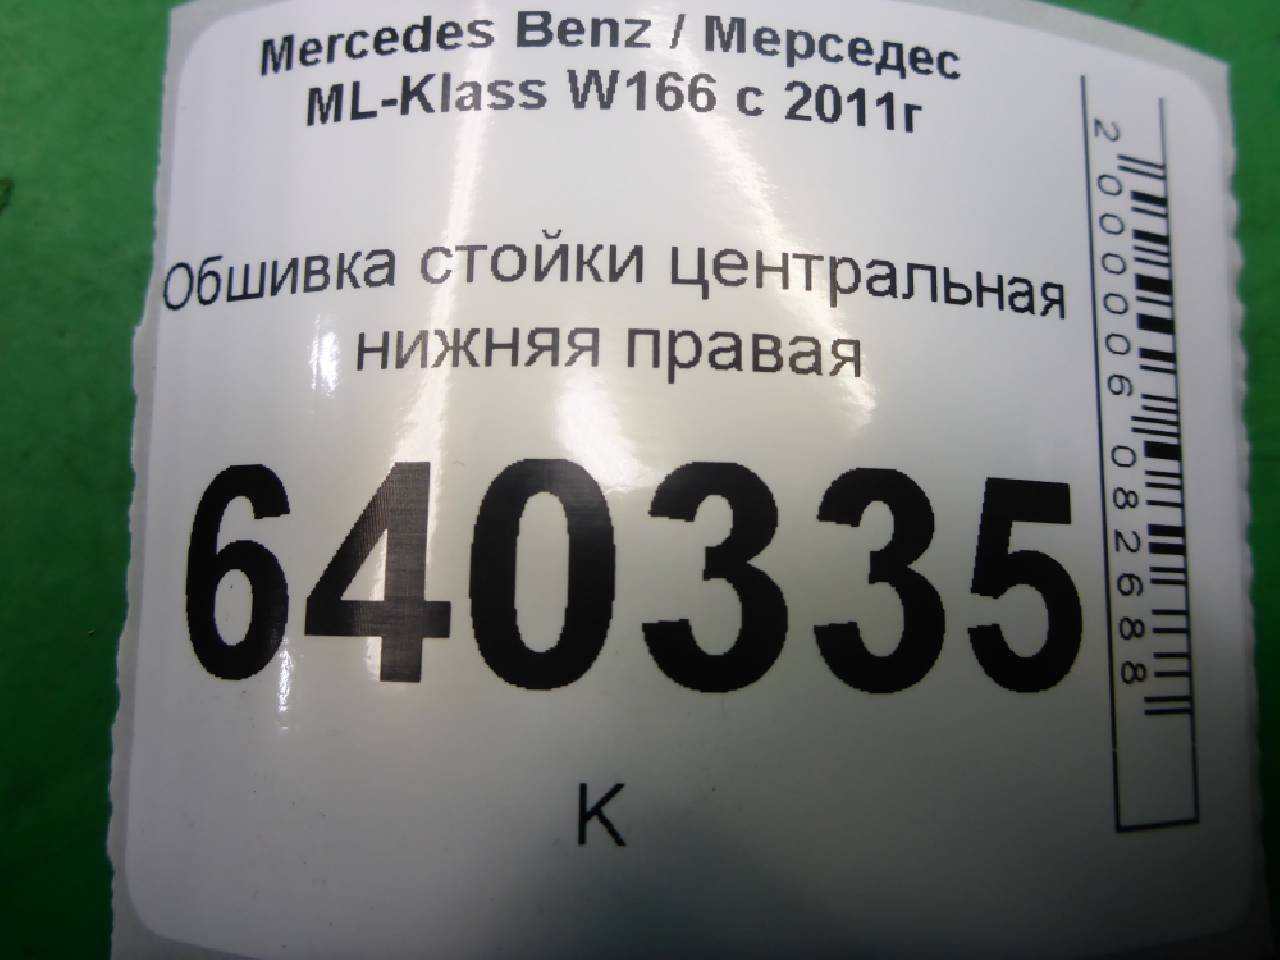 Mercedes Benz / Мерседес
ML-Klass W166 с 2011г
Обшивка стойки центральная
нижняя правая
640335
К
2000006082688